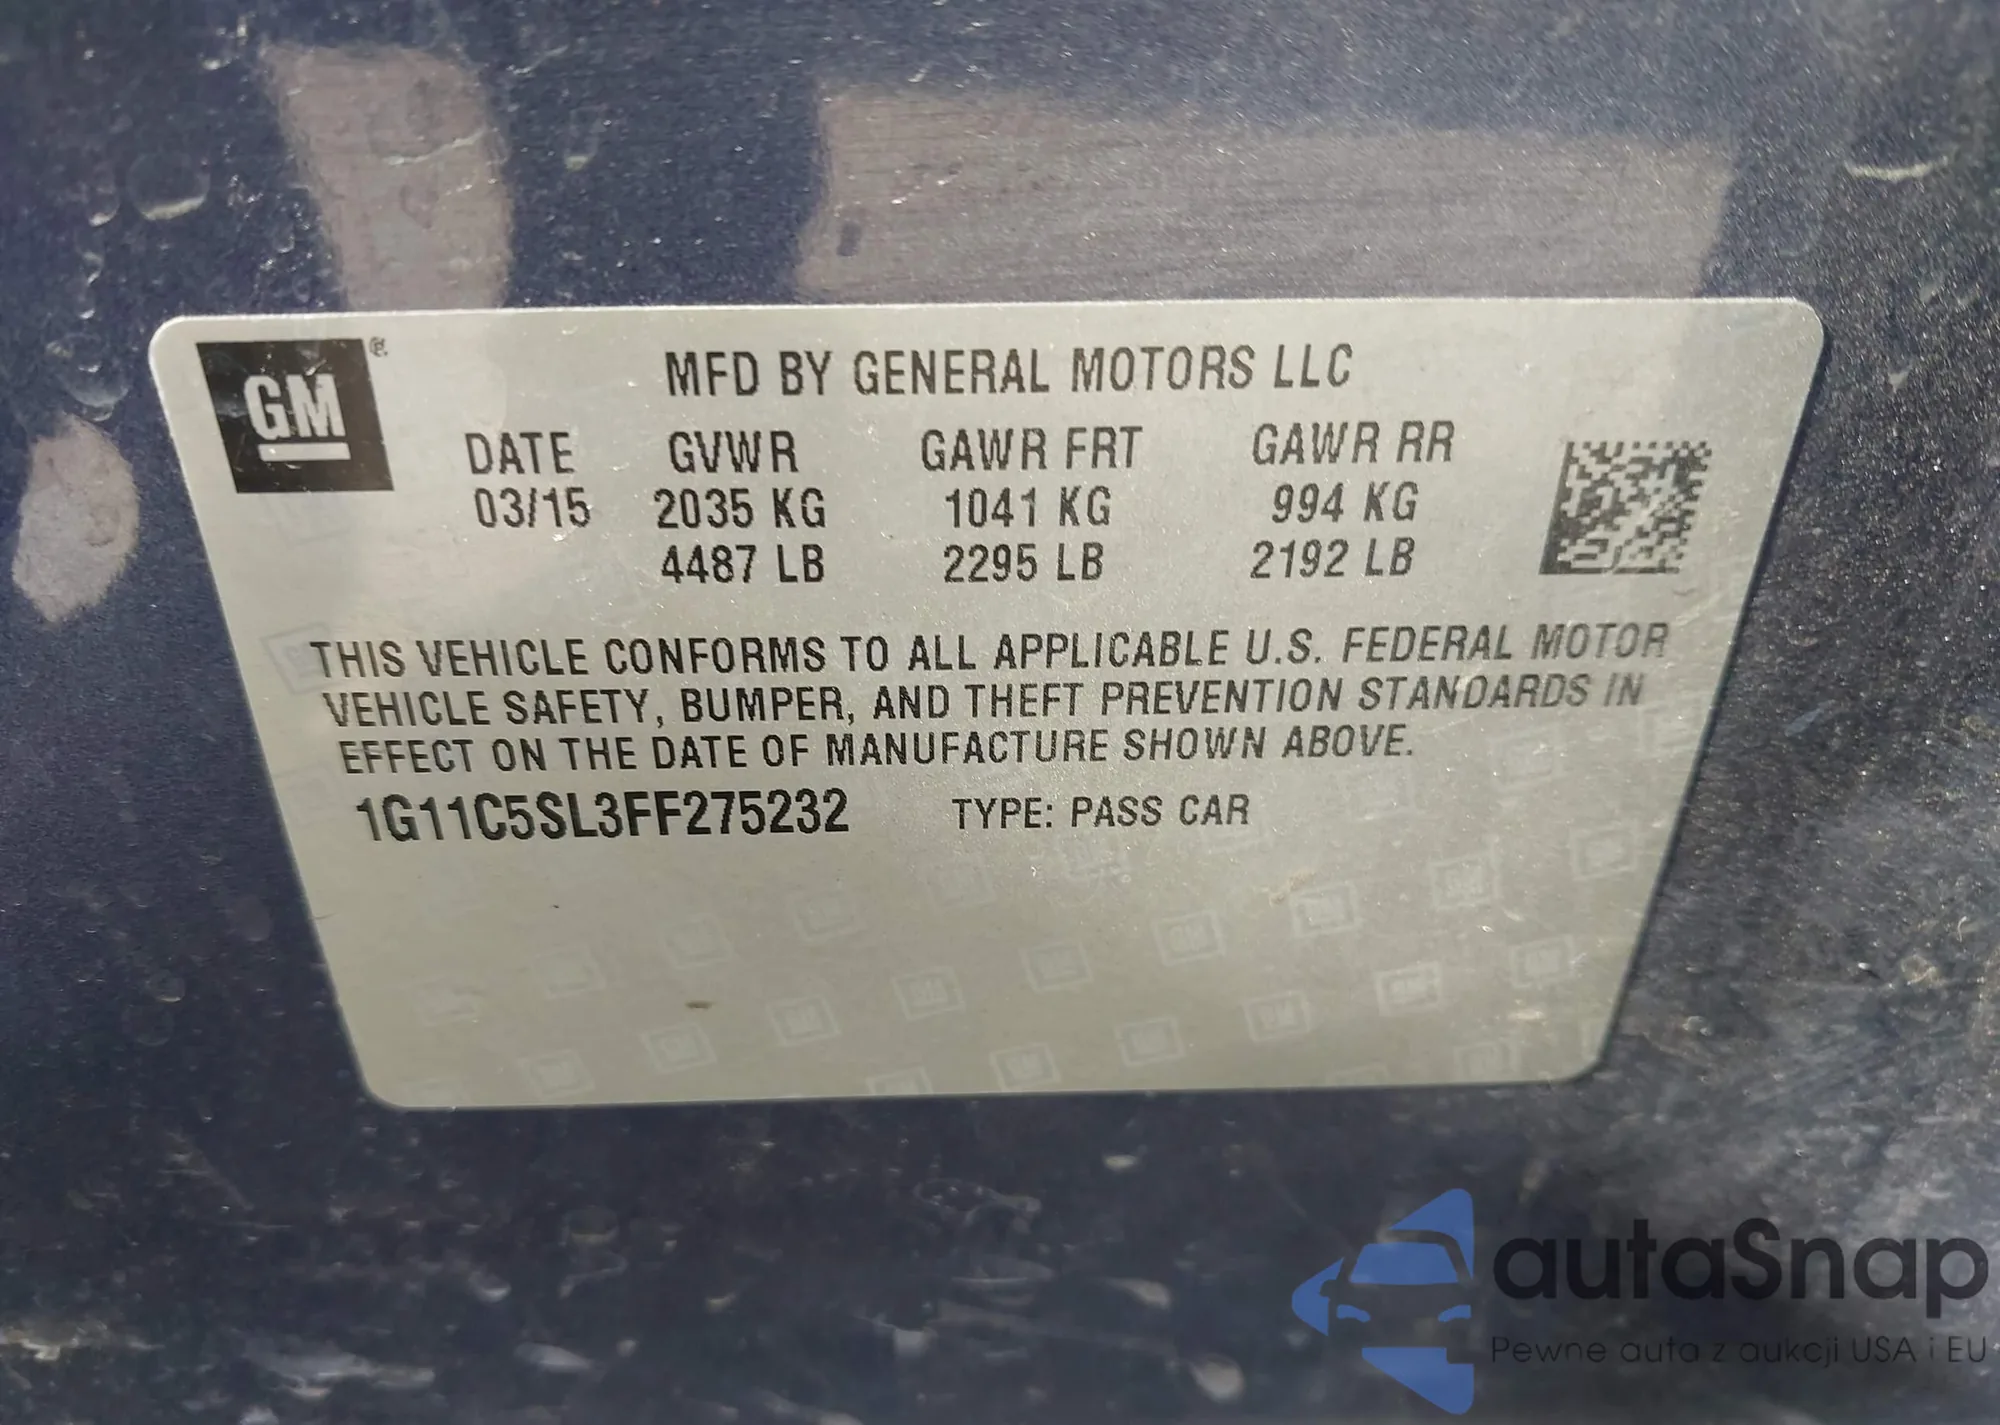 GM ®
MFD BY GENERAL MOTORS LLC
DATE GVWR GAWR FRT GAWR RR
03/15 2035 KG 1041 KG 994 KG
4487 LB 2295 LB 2192 LB
THIS VEHICLE CONFORMS TO ALL APPLICABLE U.S. FEDERAL MOTOR
VEHICLE SAFETY, BUMPER, AND THEFT PREVENTION STANDARDS IN
EFFECT ON THE DATE OF MANUFACTURE SHOWN ABOVE.
1G11C5SL3FF275232 TYPE: PASS CAR
autaSnap
Pewne auta z aukcji USA i EU